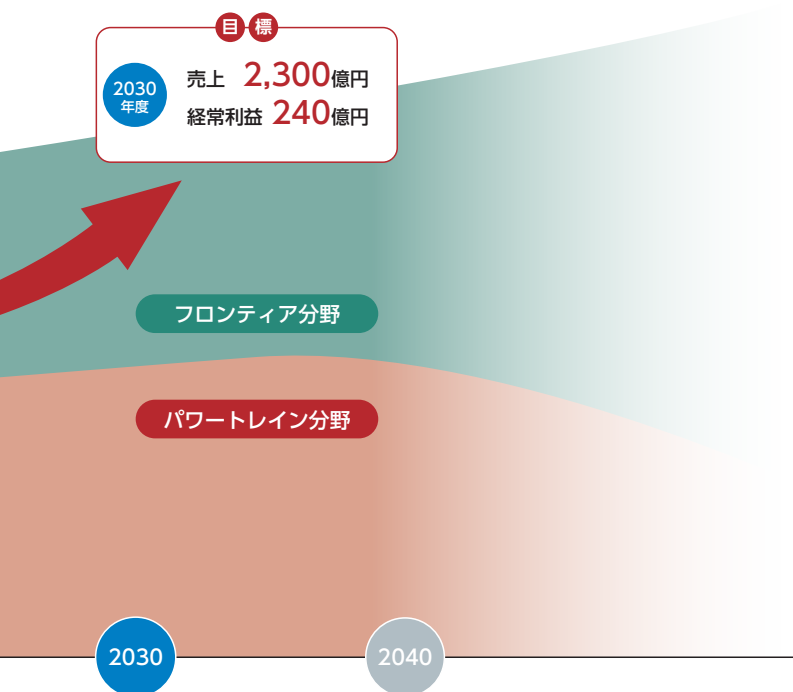 目標
2030
年度
売上 2,300億円
経常利益 240億円
フロンティア分野
パワートレイン分野
2030
2040